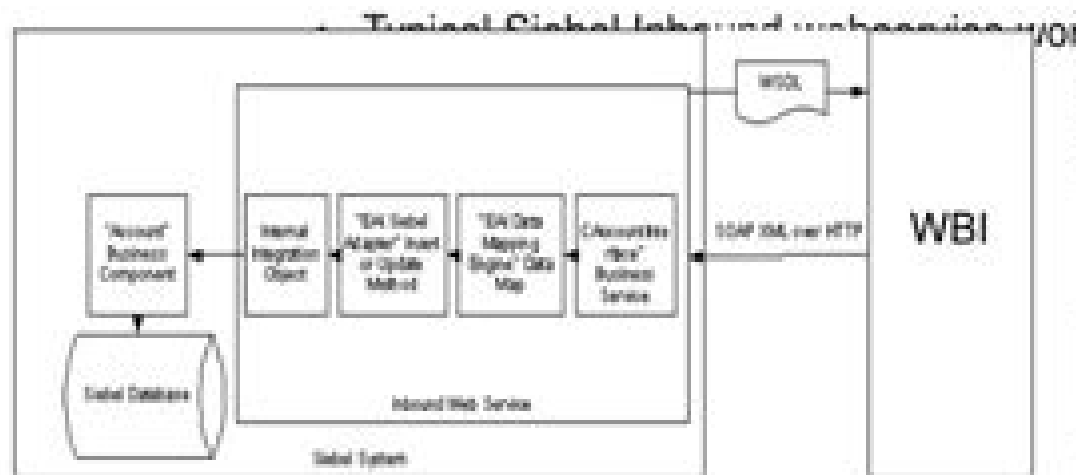 Typical Siebel Inbound webservice wor
WSDL
"Account"
Business
Component
Internal
Integration
Object
"EAI Siebel
Adapter" Insert
or Update
Method
"EAI Data
Mapping
Engine" Data
Map
Business
Service
SOAP XML over HTTP
WBI
Siebel Database
Inbound Web Service
Siebel System